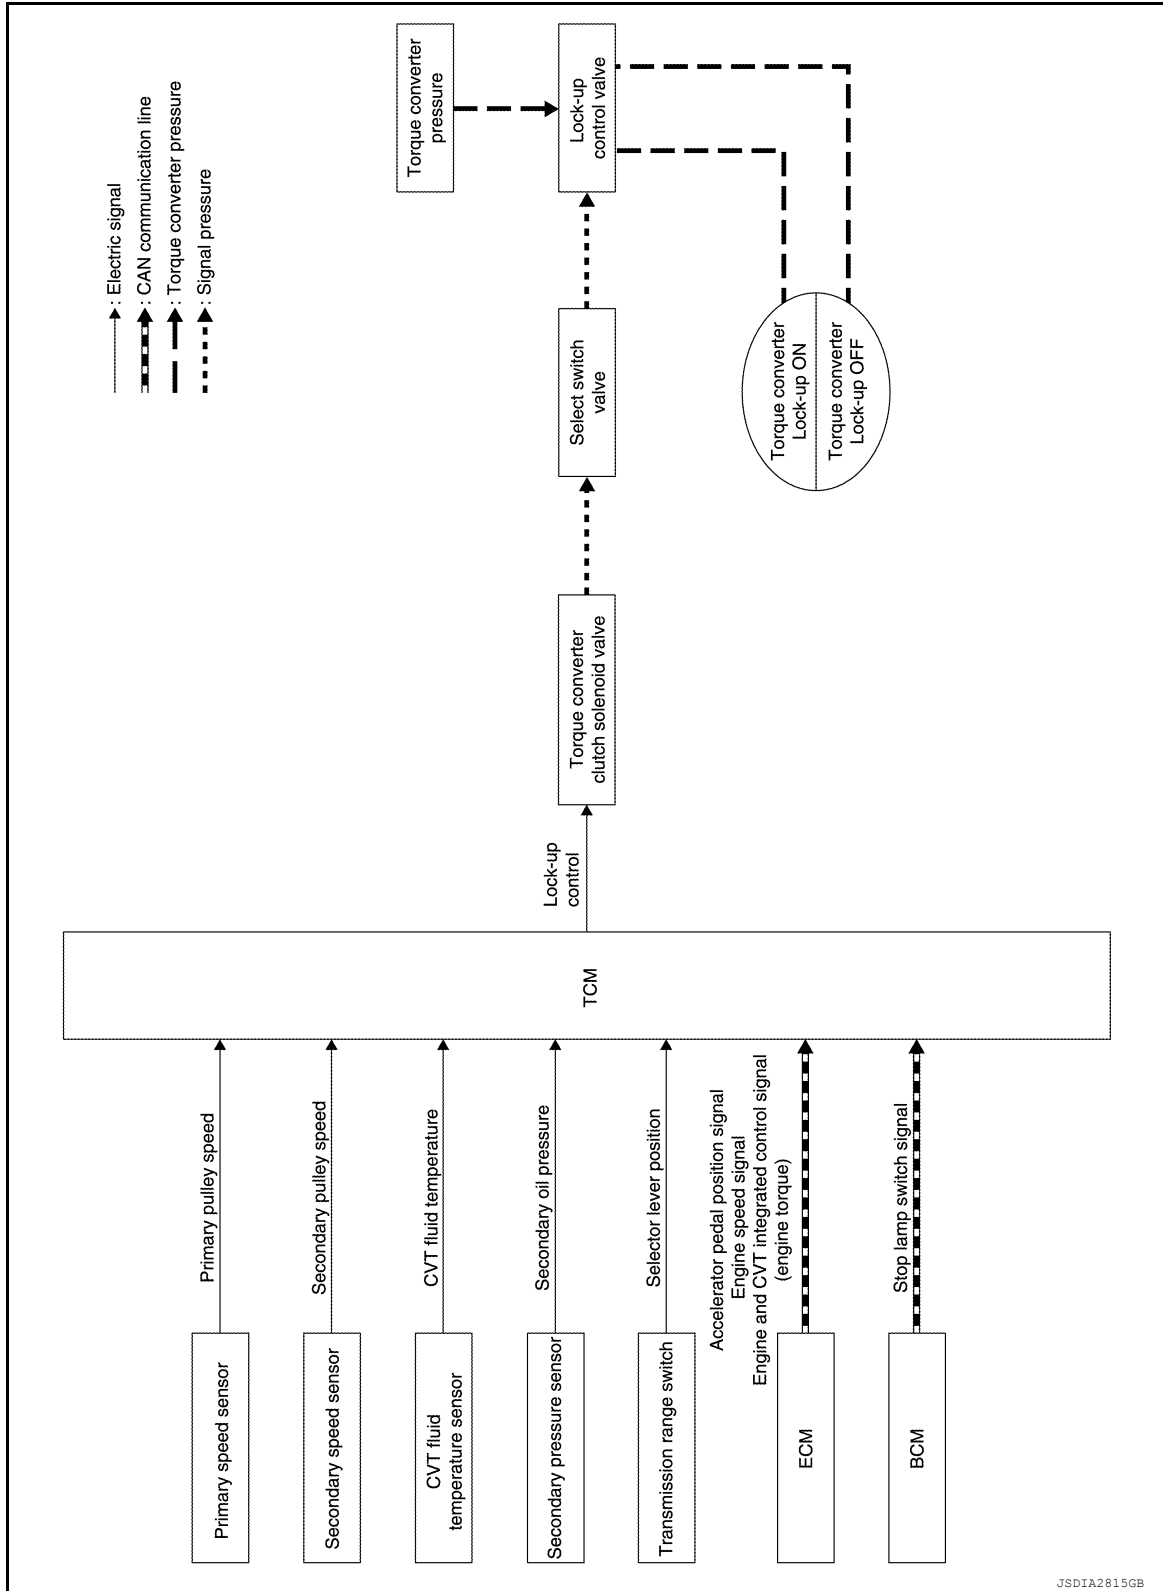 : Electric signal
: CAN communication line
: Torque converter pressure
: Signal pressure
Primary speed sensor
Primary pulley speed
Secondary speed sensor
Secondary pulley speed
CVT fluid
temperature sensor
CVT fluid temperature
Secondary pressure sensor
Secondary oil pressure
Transmission range switch
Selector lever position
ECM
Accelerator pedal position signal
Engine speed signal
Engine and CVT integrated control signal
(engine torque)
BCM
Stop lamp switch signal
TCM
Lock-up
control
Torque converter
clutch solenoid valve
Select switch
valve
Torque converter
pressure
Lock-up
control valve
Torque converter
Lock-up ON
Torque converter
Lock-up OFF
JSDIA2815GB